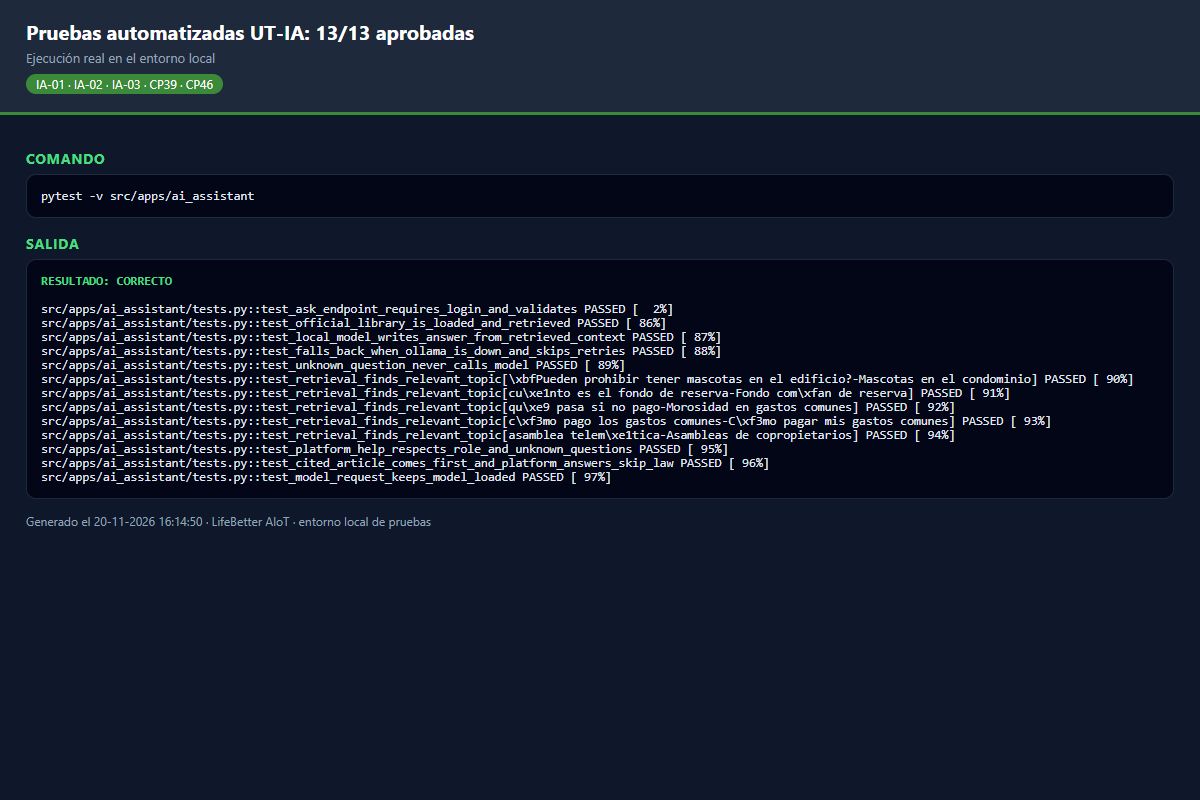 Pruebas automatizadas UT-IA: 13/13 aprobadas
Ejecución real en el entorno local
IA-01 · IA-02 · IA-03 · CP39 · CP46
COMANDO
pytest -v src/apps/ai_assistant
SALIDA
RESULTADO: CORRECTO
src/apps/ai_assistant/tests.py::test_ask_endpoint_requires_login_and_validates PASSED [  2%]
src/apps/ai_assistant/tests.py::test_official_library_is_loaded_and_retrieved PASSED [ 86%]
src/apps/ai_assistant/tests.py::test_local_model_writes_answer_from_retrieved_context PASSED [ 87%]
src/apps/ai_assistant/tests.py::test_falls_back_when_ollama_is_down_and_skips_retries PASSED [ 88%]
src/apps/ai_assistant/tests.py::test_unknown_question_never_calls_model PASSED [ 89%]
src/apps/ai_assistant/tests.py::test_retrieval_finds_relevant_topic[\xbfPueden prohibir tener mascotas en el edificio?-Mascotas en el condominio] PASSED [ 90%]
src/apps/ai_assistant/tests.py::test_retrieval_finds_relevant_topic[cu\xe1nto es el fondo de reserva-Fondo com\xfan de reserva] PASSED [ 91%]
src/apps/ai_assistant/tests.py::test_retrieval_finds_relevant_topic[qu\xe9 pasa si no pago-Morosidad en gastos comunes] PASSED [ 92%]
src/apps/ai_assistant/tests.py::test_retrieval_finds_relevant_topic[c\xf3mo pago los gastos comunes-C\xf3mo pagar mis gastos comunes] PASSED [ 93%]
src/apps/ai_assistant/tests.py::test_retrieval_finds_relevant_topic[asamblea telem\xe1tica-Asambleas de copropietarios] PASSED [ 94%]
src/apps/ai_assistant/tests.py::test_platform_help_respects_role_and_unknown_questions PASSED [ 95%]
src/apps/ai_assistant/tests.py::test_cited_article_comes_first_and_platform_answers_skip_law PASSED [ 96%]
src/apps/ai_assistant/tests.py::test_model_request_keeps_model_loaded PASSED [ 97%]
Generado el 20-11-2026 16:14:50 · LifeBetter AIoT · entorno local de pruebas